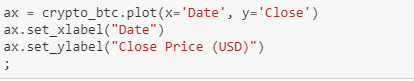 ax = crypto_btc.plot(x='Date', y='Close')
ax.set_xlabel("Date")
ax.set_ylabel("Close Price (USD)")
;